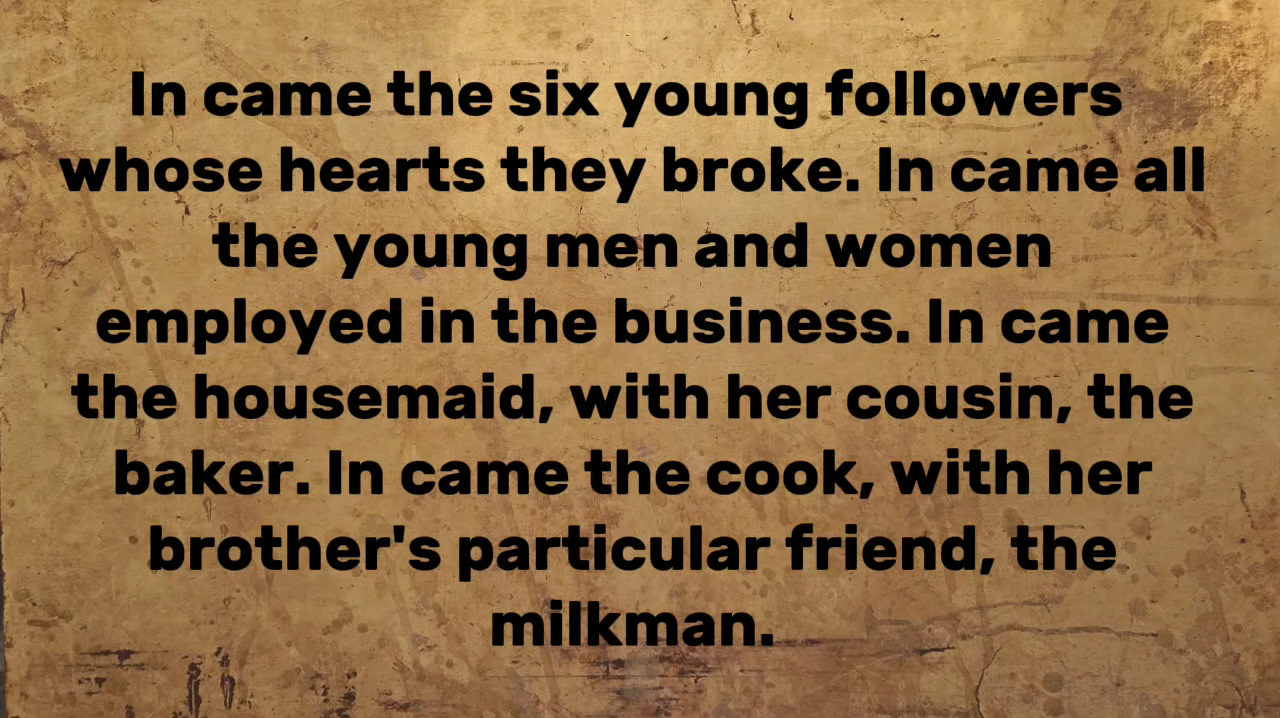 In came the six young followers
whose hearts they broke. In came all
the young men and women
employed in the business. In came
the housemaid, with her cousin, the
baker. In came the cook, with her
brother's particular friend, the
milkman.